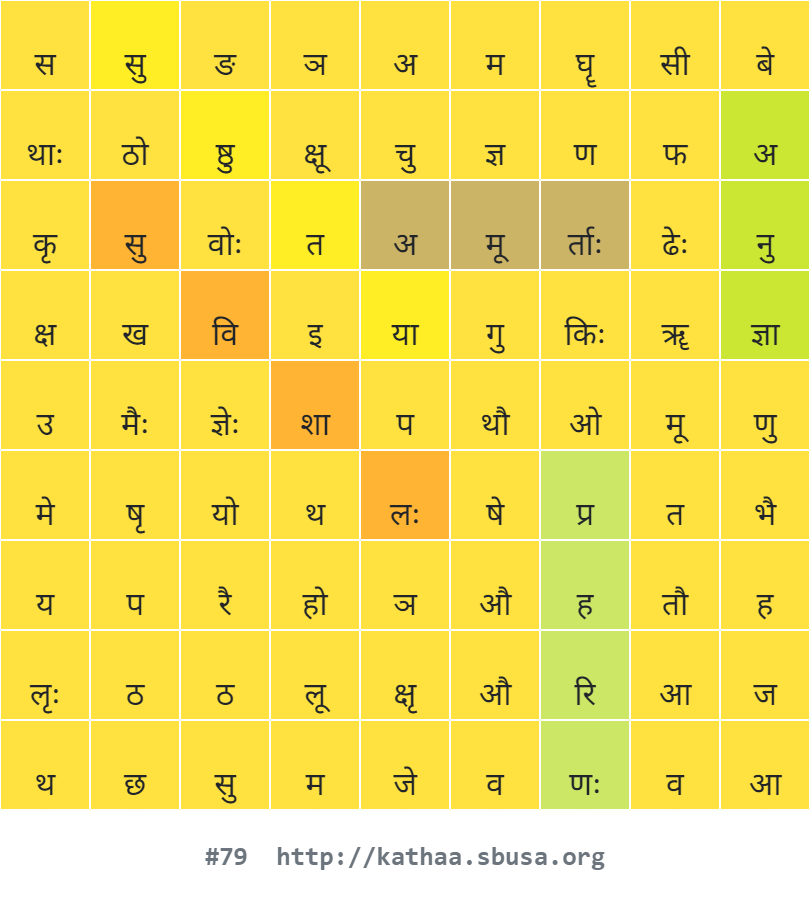 स सु ङ ञ अ म घॄ सी बे
थाः ठो ष्ठु क्षू चु ज्ञ ण फ अ
कृ सु वोः त अ मू र्ताः ढेः नु
क्ष ख वि इ या गु किः ॠ ज्ञा
उ मैः ज्ञेः शा प थौ ओ मू णु
मे षृ यो थ लः षे प्र त भै
य प रै हो ञ औ ह तौ ह
लृः ठ ठ लू क्षृ औ रि आ ज
थ छ सु म जे व णः व आ
#79 http://kathaa.sbusa.org